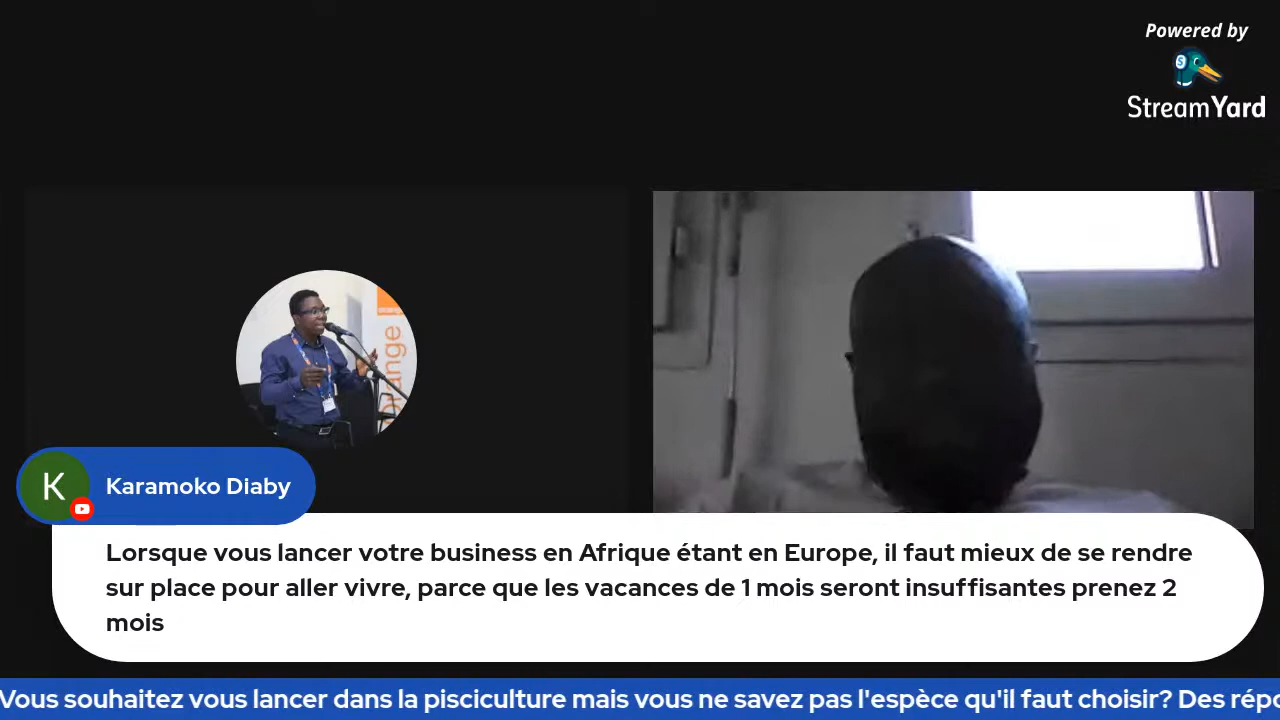 Powered by
StreamYard
Orange
K
Karamoko Diaby
Lorsque vous lancer votre business en Afrique étant en Europe, il faut mieux de se rendre
sur place pour aller vivre, parce que les vacances de 1 mois seront insuffisantes prenez 2
mois
Vous souhaitez vous lancer dans la pisciculture mais vous ne savez pas l'espèce qu'il faut choisir? Des